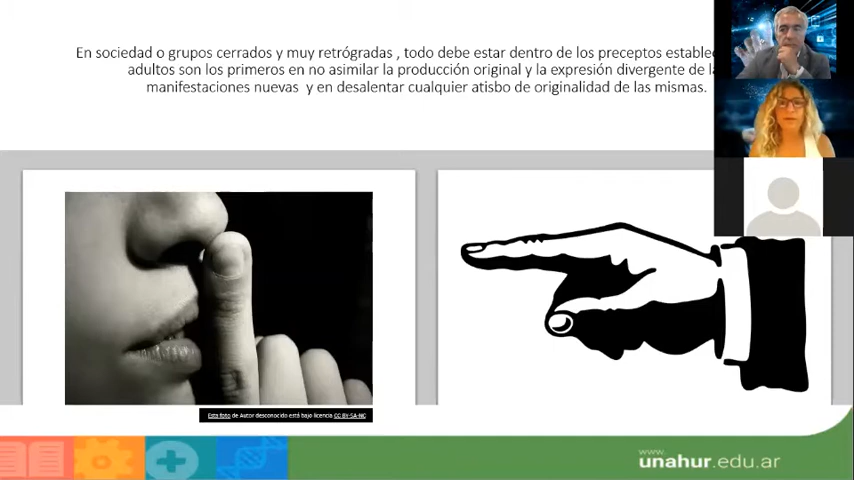 En sociedad o grupos cerrados y muy retrógradas , todo debe estar dentro de los preceptos
adultos son los primeros en no asimilar la producción original y la expresión divergente de
manifestaciones nuevas y en desalentar cualquier atisbo de originalidad de las mismas.
Esta foto de Autor desconocido está bajo licencia CC BY-SA-NC
www.
unahur.edu.ar